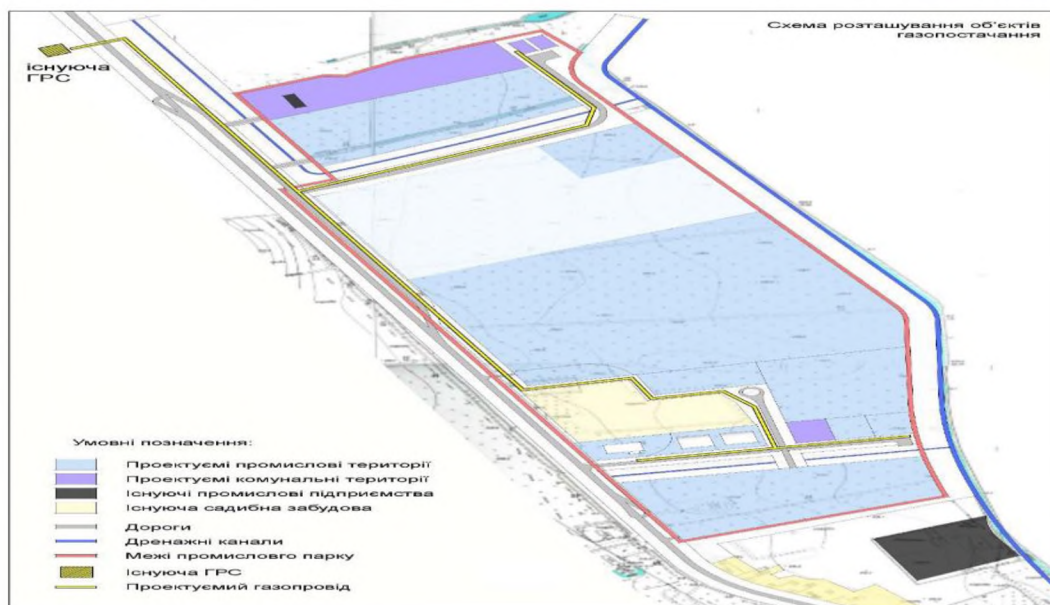 Схема розташування об'єктів
газопостачання
існуюча
ГРС
Умовні позначення:
Проектуємі промислові території
Проектуємі комунальні території
Існуючі промислові підприємства
Існуюча садибна забудова
Дороги
Дренажні канали
Межі промислвого парку
Існуюча ГРС
Проектуємий газопровід